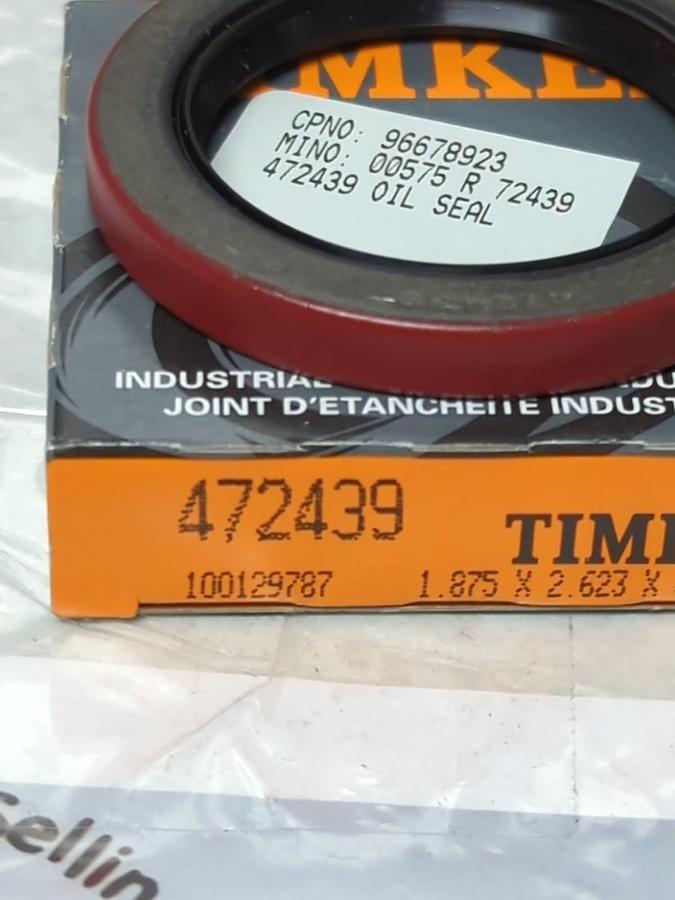 TIMKE
CPNO: 96678923
MINO: 00575 R 72439
472439 OIL SEAL
INDUSTRIAL
JOINT D'ETANCHEITE INDUST
472439
TIM
100129787
1.875 X 2.623 X
sellin